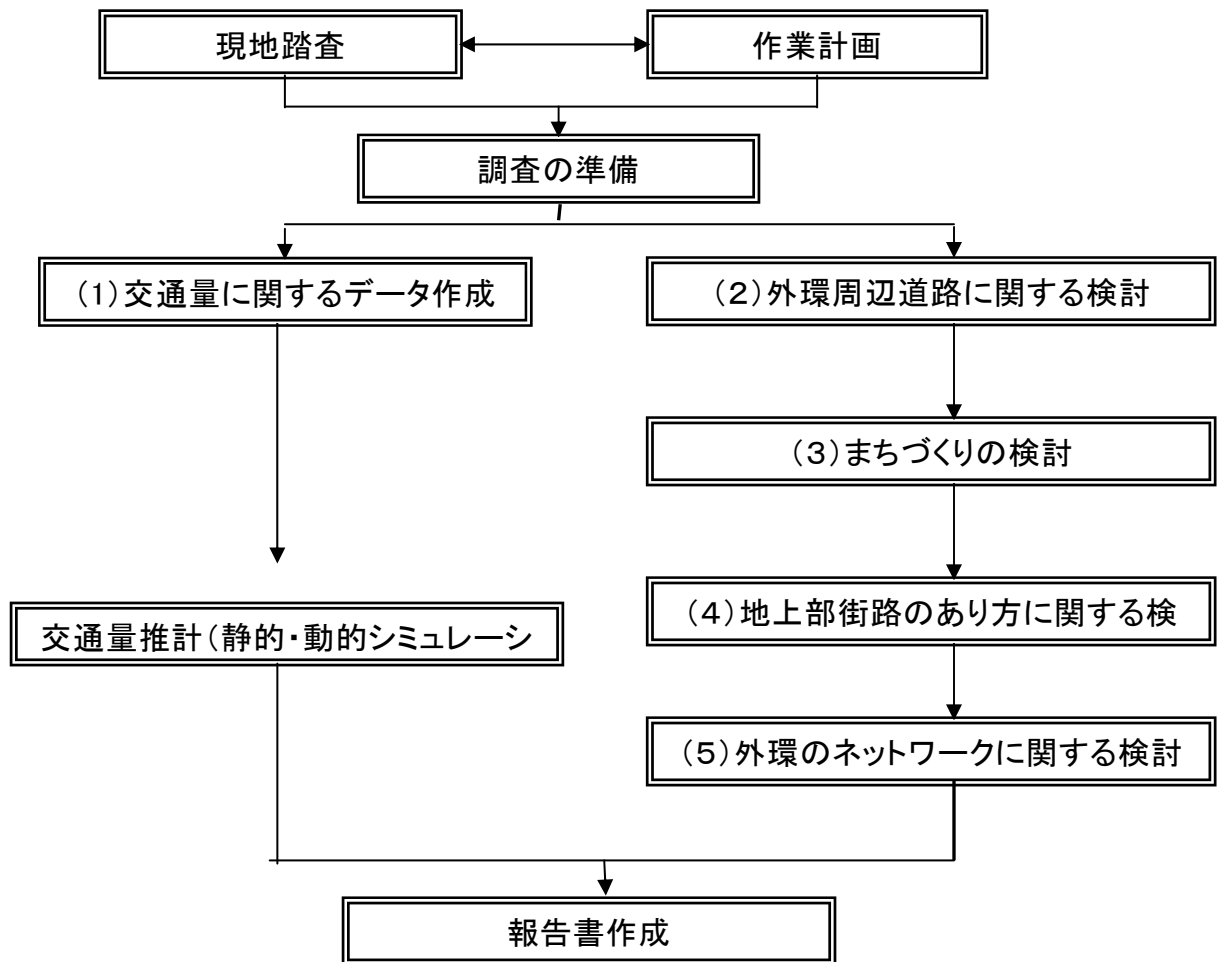 現地踏査
作業計画
調査の準備
(1)交通量に関するデータ作成
(2)外環周辺道路に関する検討
(3)まちづくりの検討
(4)地上部街路のあり方に関する検
交通量推計(静的・動的シミュレーシ
(5)外環のネットワークに関する検討
報告書作成